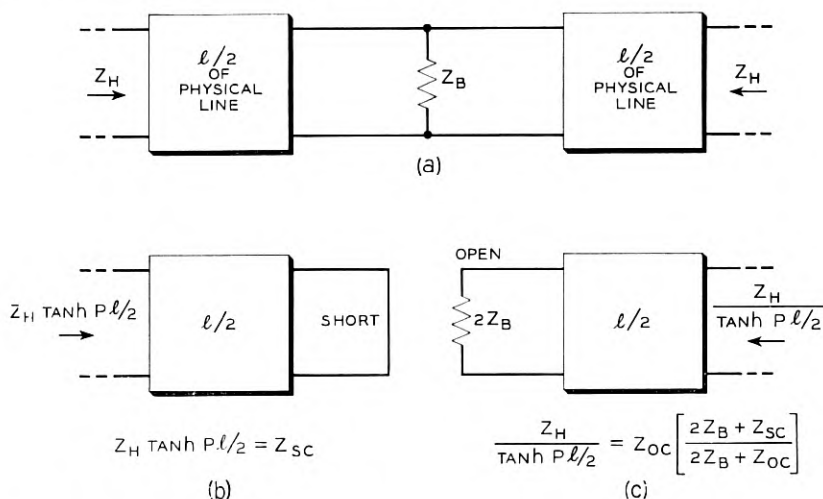 ℓ/2
OF
PHYSICAL
LINE
Z_H
Z_B
ℓ/2
OF
PHYSICAL
LINE
Z_H
(a)
Z_H TANh Pℓ/2
ℓ/2
SHORT
Z_H TANh Pℓ/2 = Z_SC
(b)
OPEN
2Z_B
ℓ/2
Z_H / TANh Pℓ/2
Z_H / TANh Pℓ/2 = Z_OC [ 2Z_B + Z_SC / 2Z_B + Z_OC ]
(c)